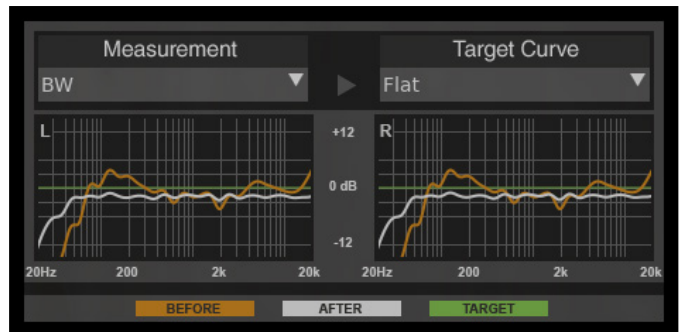 Measurement
Target Curve
BW
Flat
L
+12
R
0 dB
-12
20Hz 200 2k 20k
20Hz 200 2k 20k
BEFORE
AFTER
TARGET